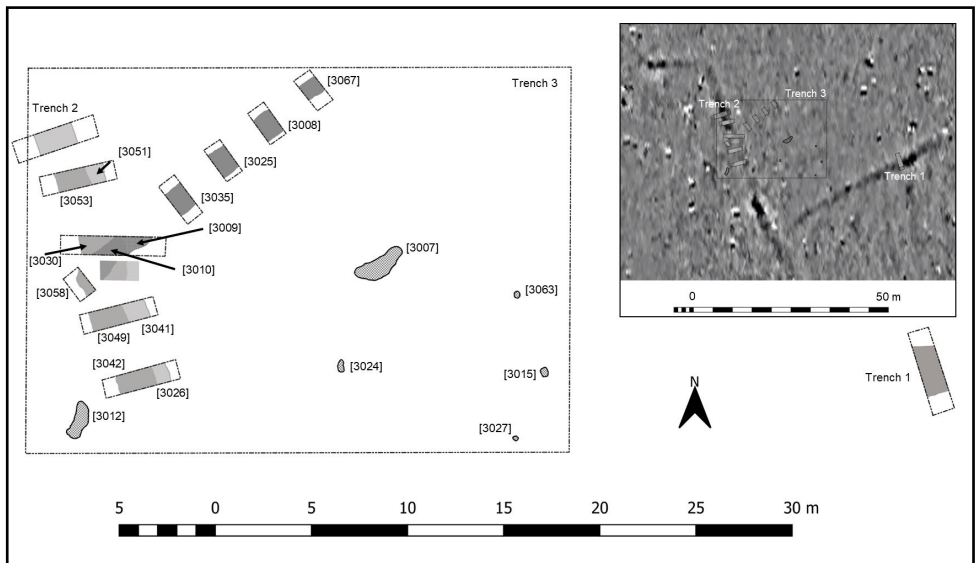 [3067]
Trench 3
Trench 2
[3008]
[3051]
[3025]
[3053]
[3035]
[3009]
[3030]
[3010]
[3007]
[3058]
[3063]
[3041]
[3049]
[3042]
[3024]
[3015]
[3026]
[3012]
[3027]
Trench 3
Trench 2
Trench 1
0 50 m
Trench 1
N
5 0 5 10 15 20 25 30 m